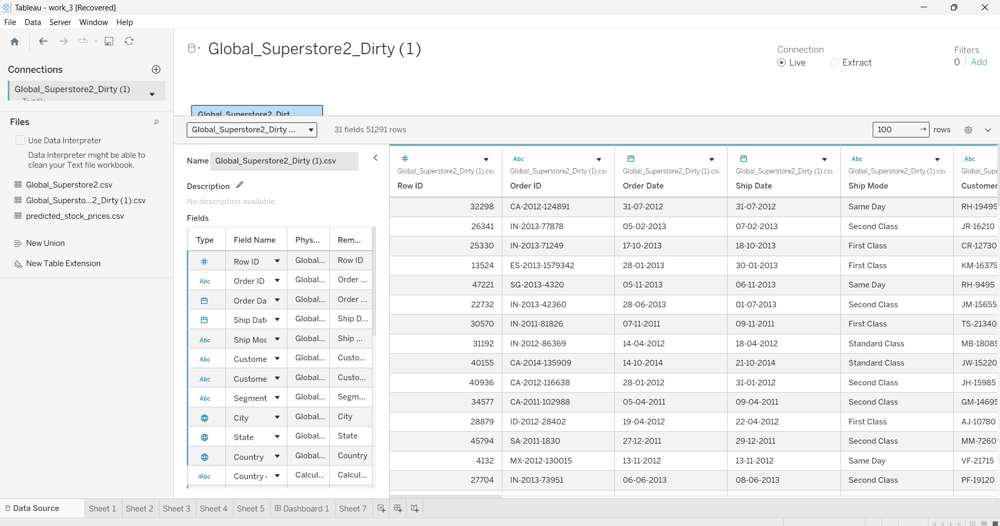 Tableau - work_3 [Recovered]
File Data Server Window Help
Connections
Global_Superstore2_Dirty (1)
Text file
Files
Use Data Interpreter
Data Interpreter might be able to
clean your Text file workbook.
Global_Superstore2.csv
Global_Supersto...2_Dirty (1).csv
predicted_stock_prices.csv
New Union
New Table Extension
Global_Superstore2_Dirty (1)
Connection
Live Extract
Filters
0 Add
Global_Superstore2_Dirt
Global_Superstore2_Dirty ... 31 fields 51291 rows 100 rows
Name Global_Superstore2_Dirty (1).csv
Description
No description available.
Fields
Type Field Name Phys... Rem...
# Row ID Global... Row ID
Abc Order ID Global... Order ...
Order Da Global... Order ...
Ship Date Global... Ship D...
Abc Ship Mod Global... Ship ...
Abc Custome Global... Custo...
Abc Custome Global... Custo...
Abc Segment Global... Segm...
City Global... City
State Global... State
Country Global... Country
=Abc Country Calcul... Calcul...
# Abc Abc Abc
Global_Superstore2_Dirty (1).csv Global_Superstore2_Dirty (1).csv Global_Superstore2_Dirty (1).csv Global_Superstore2_Dirty (1).csv Global_Superstore2_Dirty (1).csv Global_Supe
Row ID Order ID Order Date Ship Date Ship Mode Customer
32298 CA-2012-124891 31-07-2012 31-07-2012 Same Day RH-19495
26341 IN-2013-77878 05-02-2013 07-02-2013 Second Class JR-16210
25330 IN-2013-71249 17-10-2013 18-10-2013 First Class CR-12730
13524 ES-2013-1579342 28-01-2013 30-01-2013 First Class KM-16375
47221 SG-2013-4320 05-11-2013 06-11-2013 Same Day RH-9495
22732 IN-2013-42360 28-06-2013 01-07-2013 Second Class JM-15655
30570 IN-2011-81826 07-11-2011 09-11-2011 First Class TS-21340
31192 IN-2012-86369 14-04-2012 18-04-2012 Standard Class MB-18085
40155 CA-2014-135909 14-10-2014 21-10-2014 Standard Class JW-15220
40936 CA-2012-116638 28-01-2012 31-01-2012 Second Class JH-15985
34577 CA-2011-102988 05-04-2011 09-04-2011 Second Class GM-14695
28879 ID-2012-28402 19-04-2012 22-04-2012 First Class AJ-10780
45794 SA-2011-1830 27-12-2011 29-12-2011 Second Class MM-7260
4132 MX-2012-130015 13-11-2012 13-11-2012 Same Day VF-21715
27704 IN-2013-73951 06-06-2013 08-06-2013 Second Class PF-19120
Data Source Sheet 1 Sheet 2 Sheet 3 Sheet 4 Sheet 5 Dashboard 1 Sheet 7